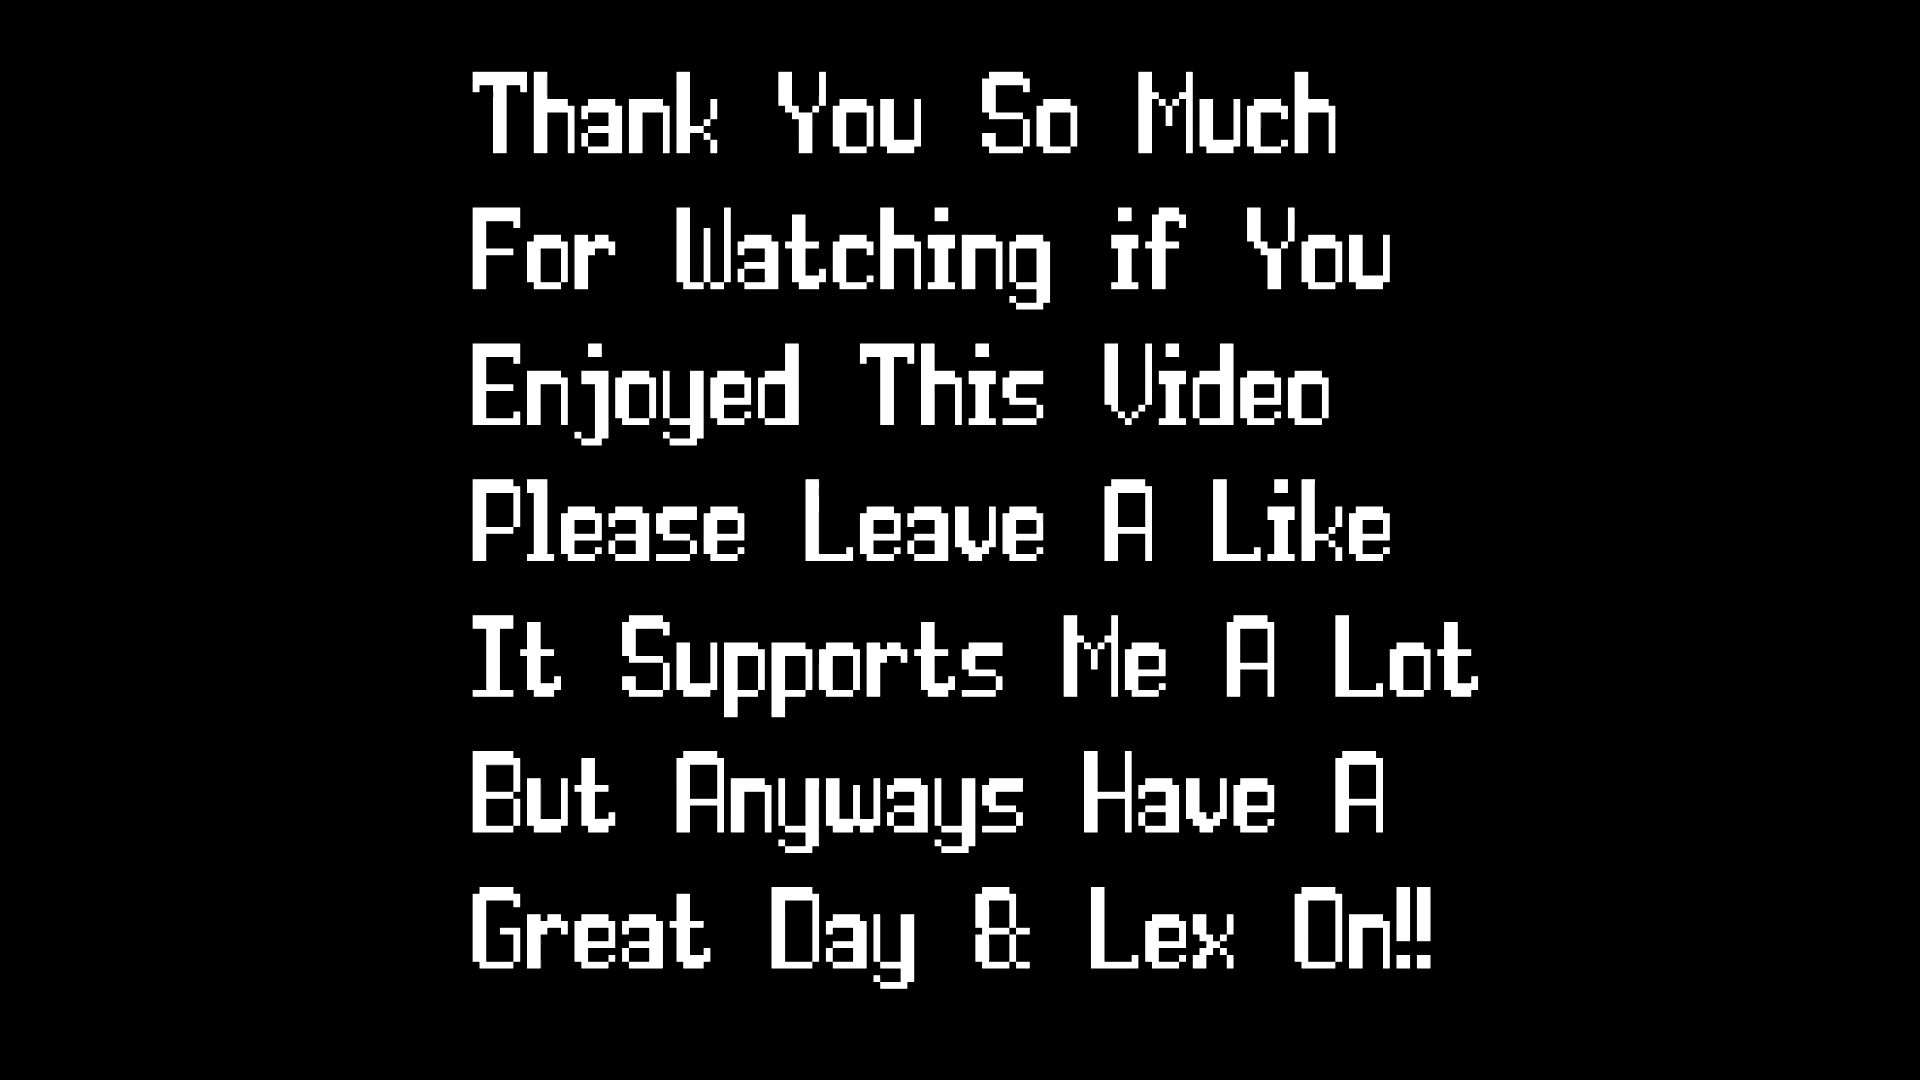 Thank You So Much
For Watching if You
Enjoyed This Video
Please Leave A Like
It Supports Me A Lot
But Anyways Have A
Great Day & Lex On!!